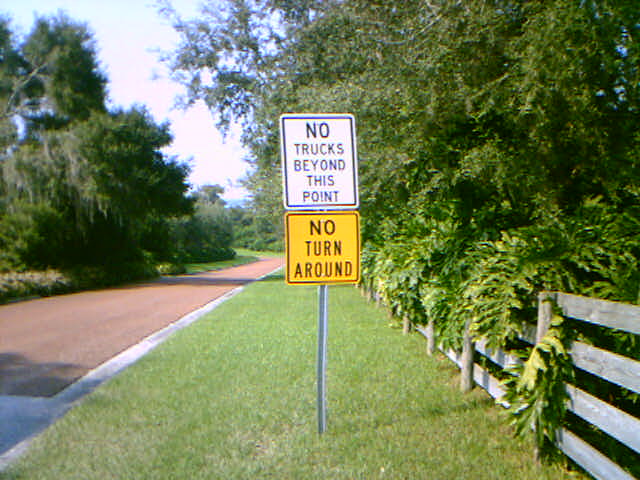 NO
TRUCKS
BEYOND
THIS
POINT
NO
TURN
AROUND